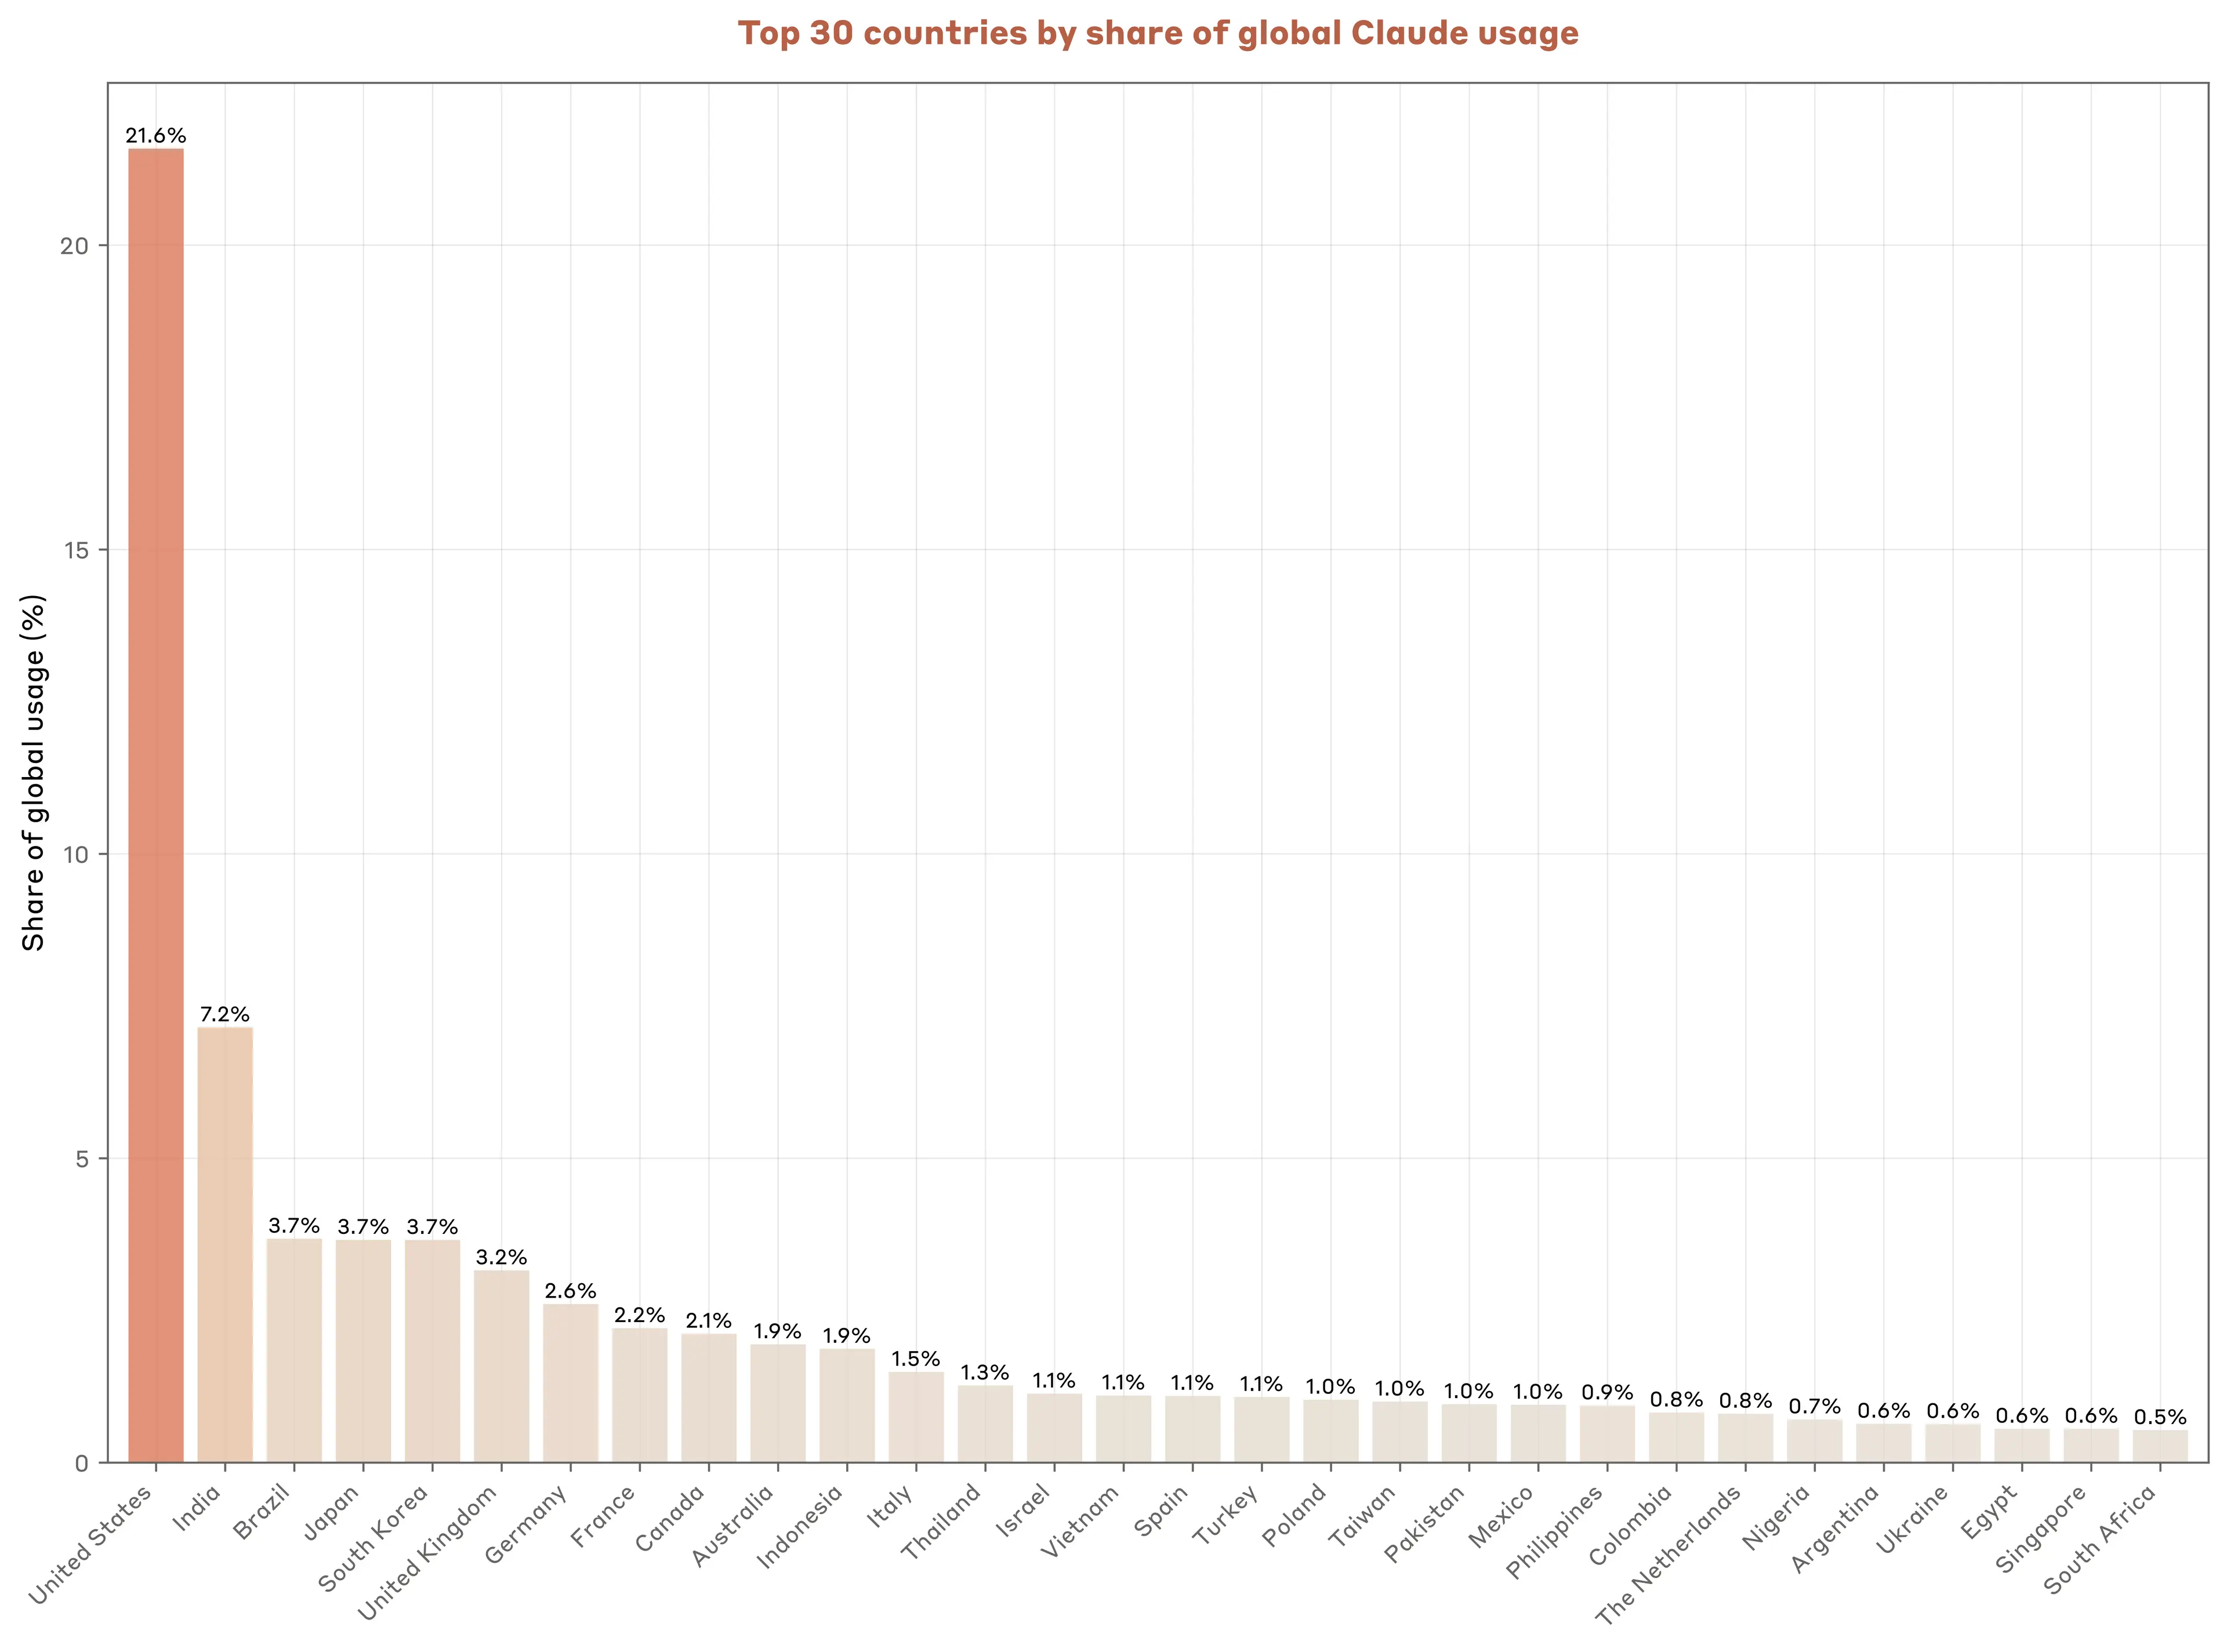 Top 30 countries by share of global Claude usage
Share of global usage (%)
20
15
10
5
0
21.6%
7.2%
3.7%
3.7%
3.7%
3.2%
2.6%
2.2%
2.1%
1.9%
1.9%
1.5%
1.3%
1.1%
1.1%
1.1%
1.1%
1.0%
1.0%
1.0%
1.0%
0.9%
0.8%
0.8%
0.7%
0.6%
0.6%
0.6%
0.6%
0.5%
United States
India
Brazil
Japan
South Korea
United Kingdom
Germany
France
Canada
Australia
Indonesia
Italy
Thailand
Israel
Vietnam
Spain
Turkey
Poland
Taiwan
Pakistan
Mexico
Philippines
Colombia
The Netherlands
Nigeria
Argentina
Ukraine
Egypt
Singapore
South Africa